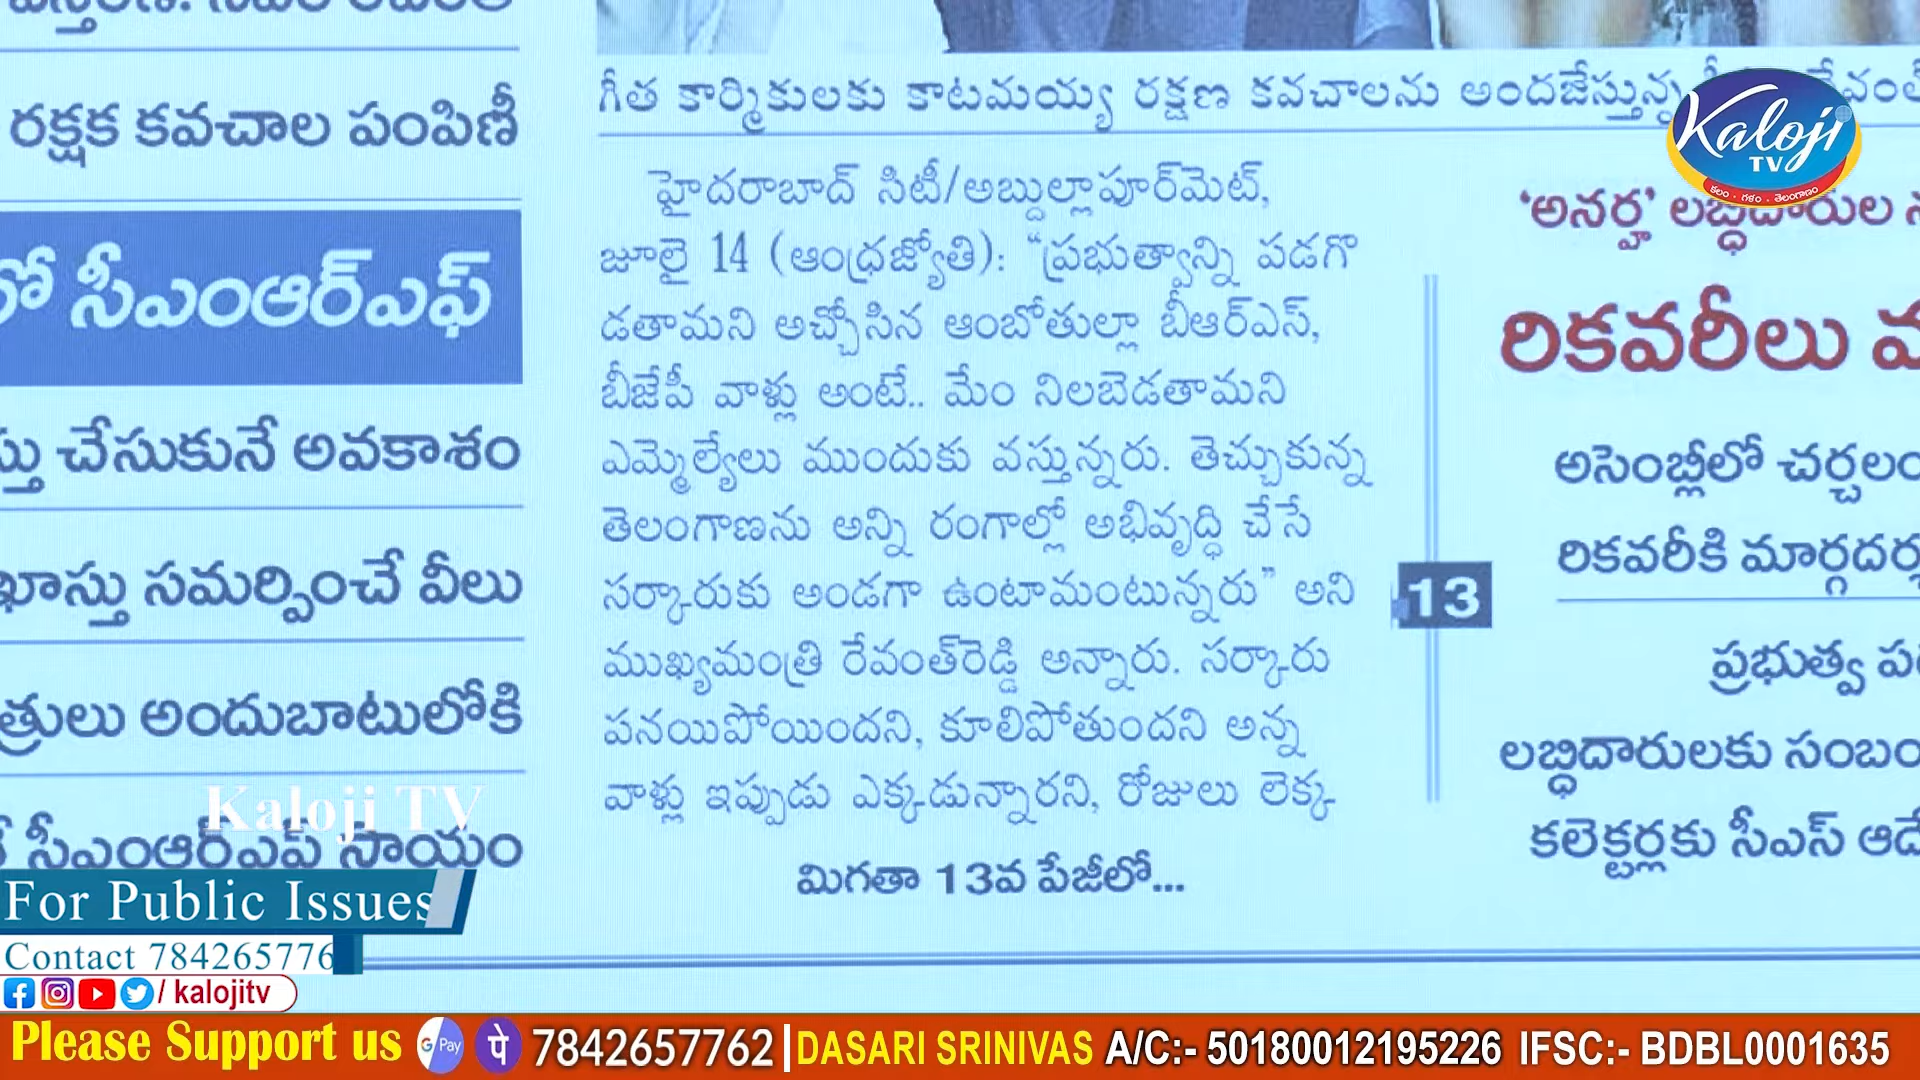 రక్షక కవచాల పంపిణీ
సీఎంఆర్ఎఫ్
చేసుకునే అవకాశం
సమర్పించే వీలు
అందుబాటులోకి
సీఎంఆర్ఎఫ్ సాయం
గీత కార్మికులకు కాటమయ్య రక్షణ కవచాలను అందజేస్తున్న
హైదరాబాద్ సిటీ/అబ్దుల్లాపూర్‌మెట్,
జూలై 14 (ఆంధ్రజ్యోతి): “ప్రభుత్వాన్ని పడగొ
డతామని అచ్చోసిన ఆంబోతుల్లా బీఆర్ఎస్,
బీజేపీ వాళ్లు అంటే.. మేం నిలబెడతామని
ఎమ్మెల్యేలు ముందుకు వస్తున్నరు. తెచ్చుకున్న
తెలంగాణను అన్ని రంగాల్లో అభివృద్ధి చేసే
సర్కారుకు అండగా ఉంటామంటున్నరు” అని
ముఖ్యమంత్రి రేవంత్‌రెడ్డి అన్నారు. సర్కారు
పనయిపోయిందని, కూలిపోతుందని అన్న
వాళ్లు ఇప్పుడు ఎక్కడున్నారని, రోజులు లెక్క
మిగతా 13వ పేజీలో...
13
‘అనర్హ’ లబ్ధిదారుల
రికవరీలు
అసెంబ్లీలో
రికవరీకి
ప్రభుత్వ
లబ్ధిదారులకు
కలెక్టర్లకు సీఎస్
Kaloji
TV
కలం · గళం · తెలంగాణం
Kaloji TV
For Public Issues
Contact 784265776
/ kalojitv
Please Support us G Pay పే 7842657762 | DASARI SRINIVAS A/C:- 50180012195226 IFSC:- BDBL0001635